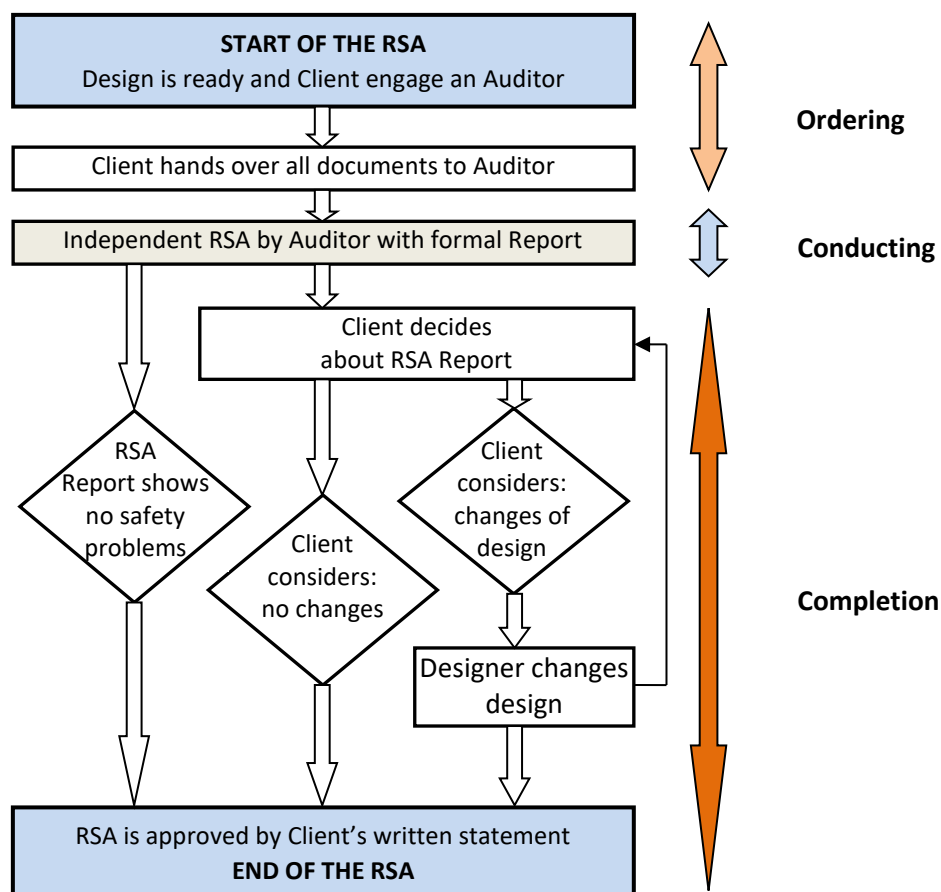 START OF THE RSA
Design is ready and Client engage an Auditor
Ordering
Client hands over all documents to Auditor
Independent RSA by Auditor with formal Report
Conducting
Client decides
about RSA Report
RSA
Report shows
no safety
problems
Client
considers:
no changes
Client
considers:
changes of
design
Completion
Designer changes
design
RSA is approved by Client’s written statement
END OF THE RSA